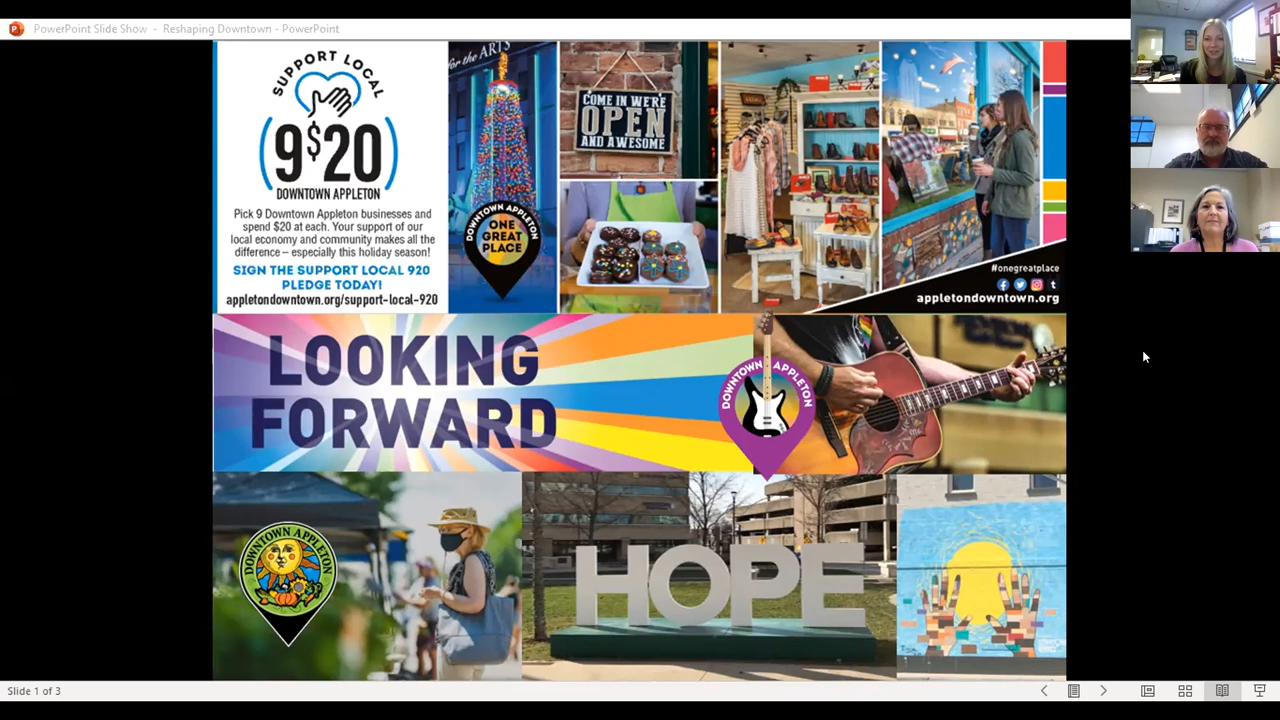 PowerPoint Slide Show - Reshaping Downtown - PowerPoint
SUPPORT LOCAL
9$20
DOWNTOWN APPLETON
Pick 9 Downtown Appleton businesses and
spend $20 at each. Your support of our
local economy and community makes all the
difference – especially this holiday season!
SIGN THE SUPPORT LOCAL 920
PLEDGE TODAY!
appletondowntown.org/support-local-920
for the ARTS
DOWNTOWN APPLETON
ONE
GREAT
PLACE
COME IN WE'RE
OPEN
AND AWESOME
#onegreatplace
appletondowntown.org
LOOKING
FORWARD
DOWNTOWN APPLETON
DOWNTOWN APPLETON
HOPE
Slide 1 of 3